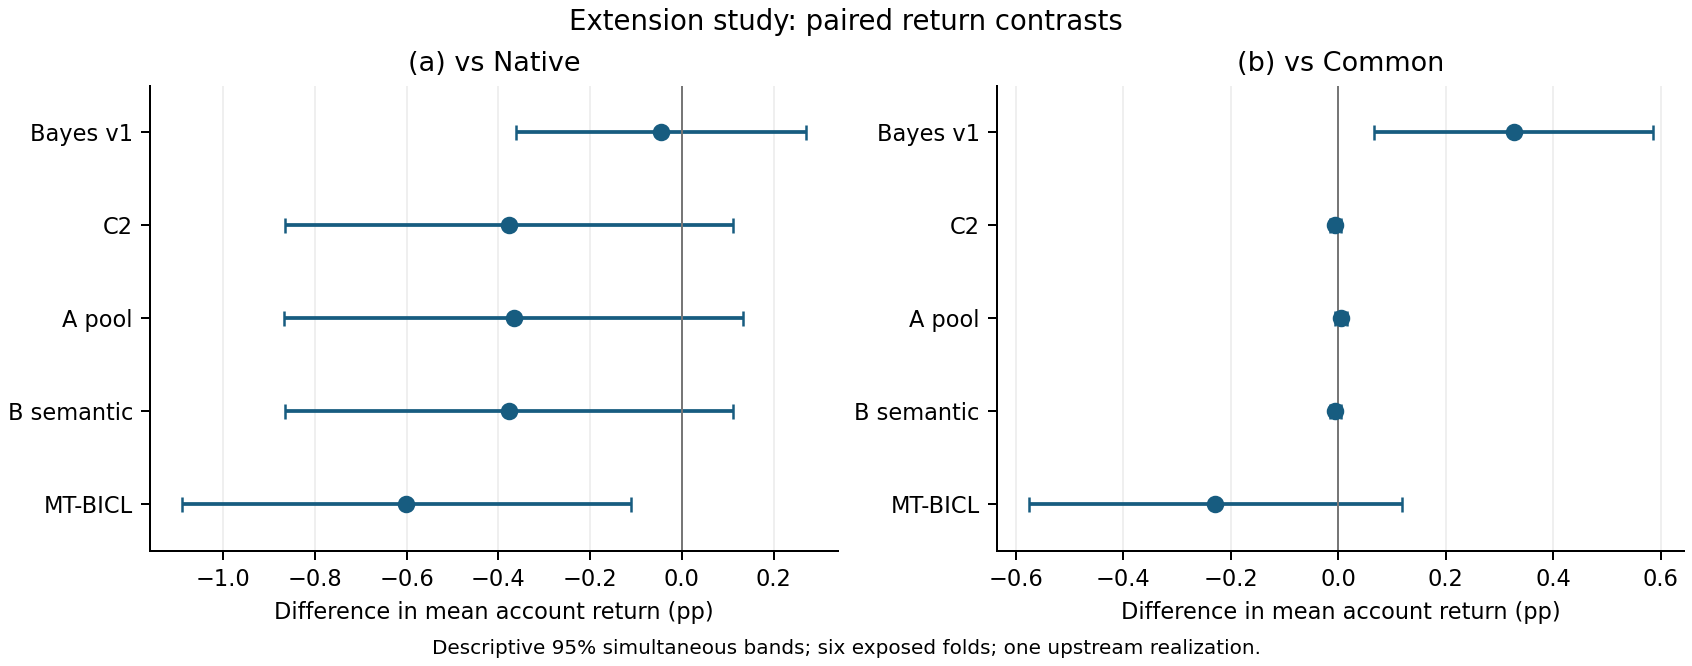 Extension study: paired return contrasts
(a) vs Native
Bayes v1
C2
A pool
B semantic
MT-BICL
−1.0 −0.8 −0.6 −0.4 −0.2 0.0 0.2
Difference in mean account return (pp)
(b) vs Common
Bayes v1
C2
A pool
B semantic
MT-BICL
−0.6 −0.4 −0.2 0.0 0.2 0.4 0.6
Difference in mean account return (pp)
Descriptive 95% simultaneous bands; six exposed folds; one upstream realization.